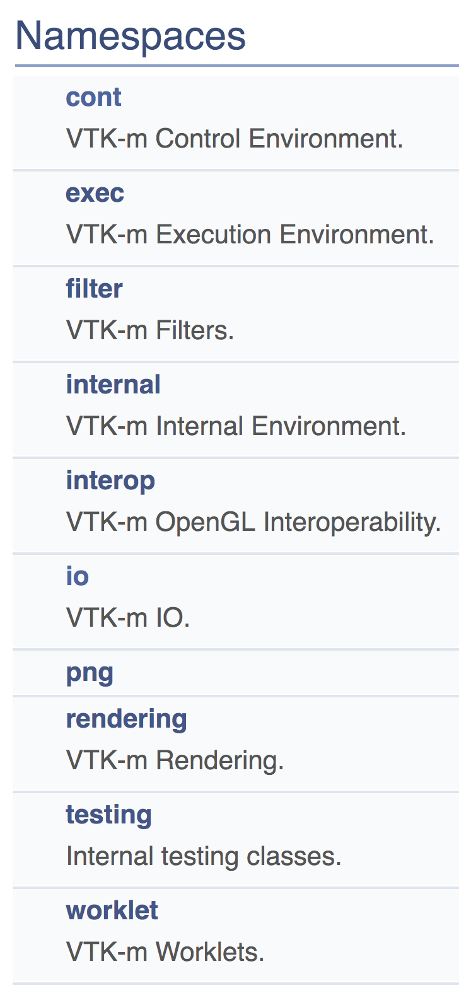 Namespaces
cont
VTK-m Control Environment.
exec
VTK-m Execution Environment.
filter
VTK-m Filters.
internal
VTK-m Internal Environment.
interop
VTK-m OpenGL Interoperability.
io
VTK-m IO.
png
rendering
VTK-m Rendering.
testing
Internal testing classes.
worklet
VTK-m Worklets.